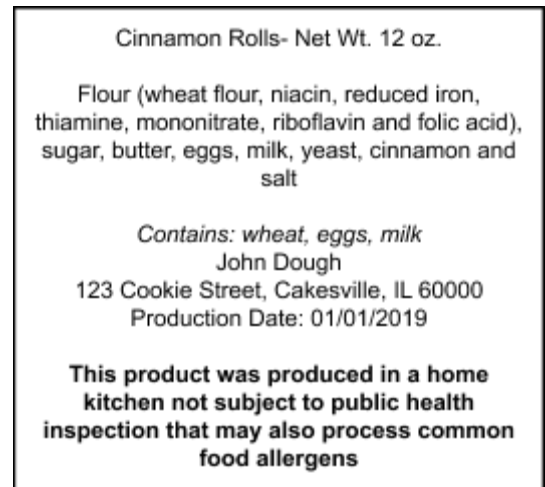 Cinnamon Rolls- Net Wt. 12 oz.
Flour (wheat flour, niacin, reduced iron,
thiamine, mononitrate, riboflavin and folic acid),
sugar, butter, eggs, milk, yeast, cinnamon and
salt
Contains: wheat, eggs, milk
John Dough
123 Cookie Street, Cakesville, IL 60000
Production Date: 01/01/2019
This product was produced in a home
kitchen not subject to public health
inspection that may also process common
food allergens